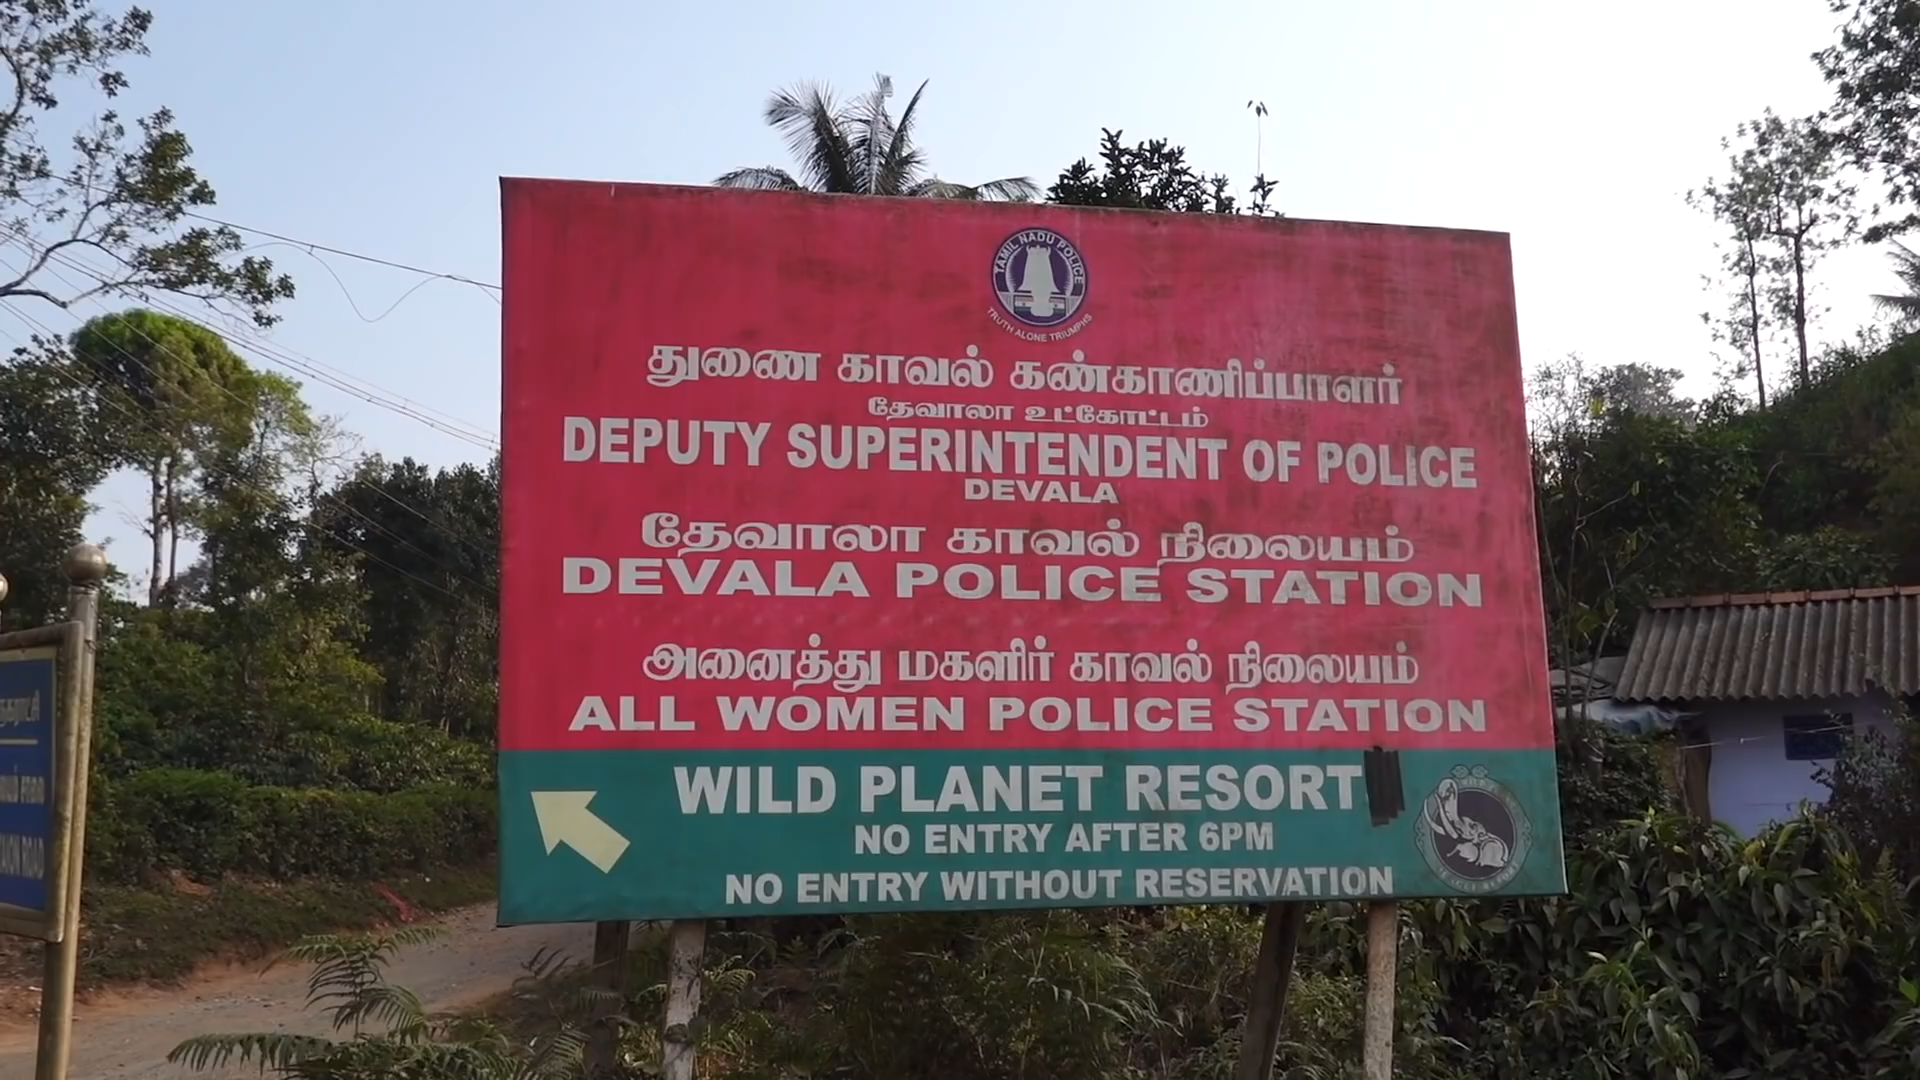 TAMIL NADU POLICE
TRUTH ALONE TRIUMPHS
துணை காவல் கண்காணிப்பாளர்
தேவாலா உட்கோட்டம்
DEPUTY SUPERINTENDENT OF POLICE
DEVALA
தேவாலா காவல் நிலையம்
DEVALA POLICE STATION
அனைத்து மகளிர் காவல் நிலையம்
ALL WOMEN POLICE STATION
WILD PLANET RESORT
NO ENTRY AFTER 6PM
NO ENTRY WITHOUT RESERVATION
ROAD